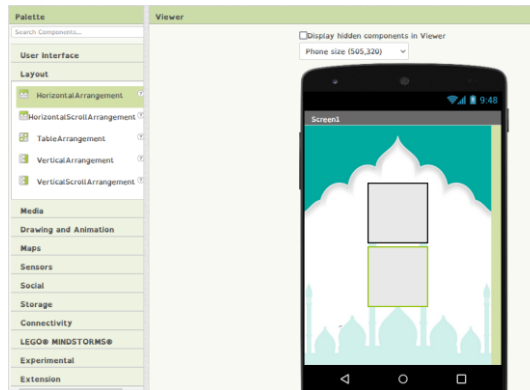 Palette
Viewer
Search Components...
Display hidden components in Viewer
Phone size (505,320)
User Interface
Layout
HorizontalArrangement
HorizontalScrollArrangement
TableArrangement
VerticalArrangement
VerticalScrollArrangement
Media
Drawing and Animation
Maps
Sensors
Social
Storage
Connectivity
LEGO® MINDSTORMS®
Experimental
Extension
9:48
Screen1